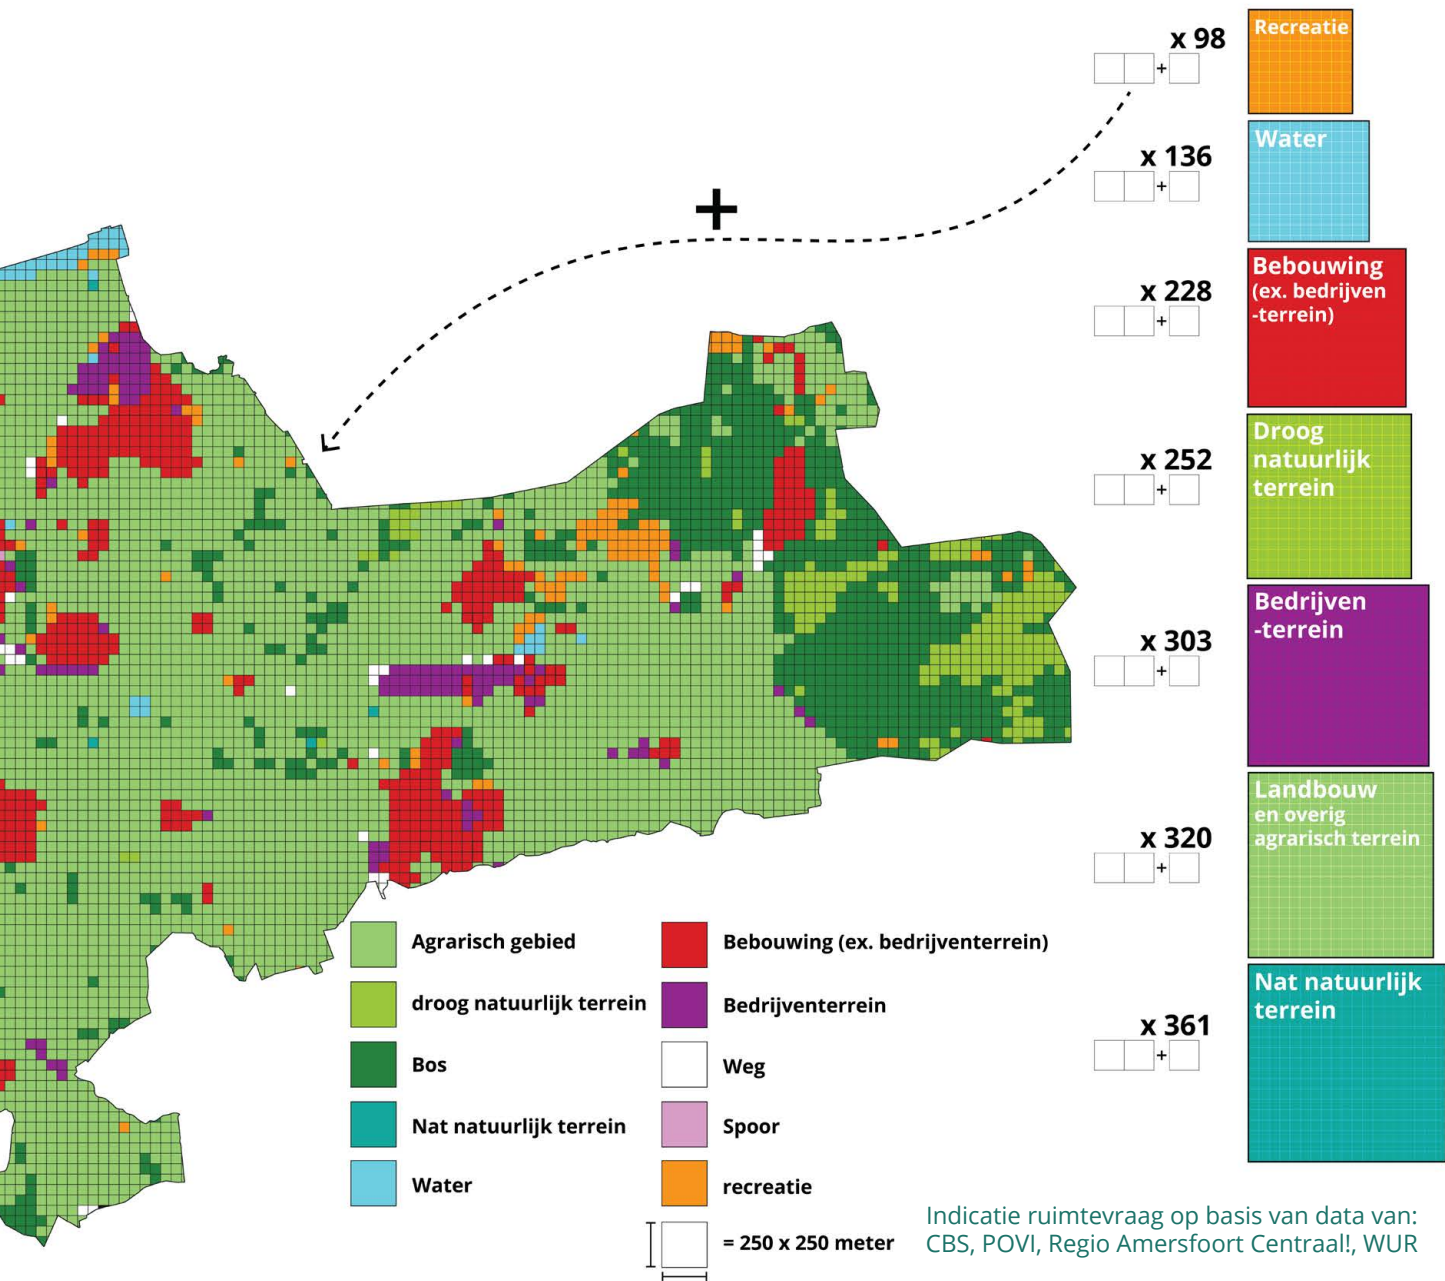 x 98
+
Recreatie
x 136
+
Water
+
x 228
+
Bebouwing
(ex. bedrijven
-terrein)
x 252
+
Droog
natuurlijk
terrein
x 303
+
Bedrijven
-terrein
x 320
+
Landbouw
en overig
agrarisch terrein
x 361
+
Nat natuurlijk
terrein
Agrarisch gebied
droog natuurlijk terrein
Bos
Nat natuurlijk terrein
Water
Bebouwing (ex. bedrijventerrein)
Bedrijventerrein
Weg
Spoor
recreatie
= 250 x 250 meter
Indicatie ruimtevraag op basis van data van:
CBS, POVI, Regio Amersfoort Centraal!, WUR